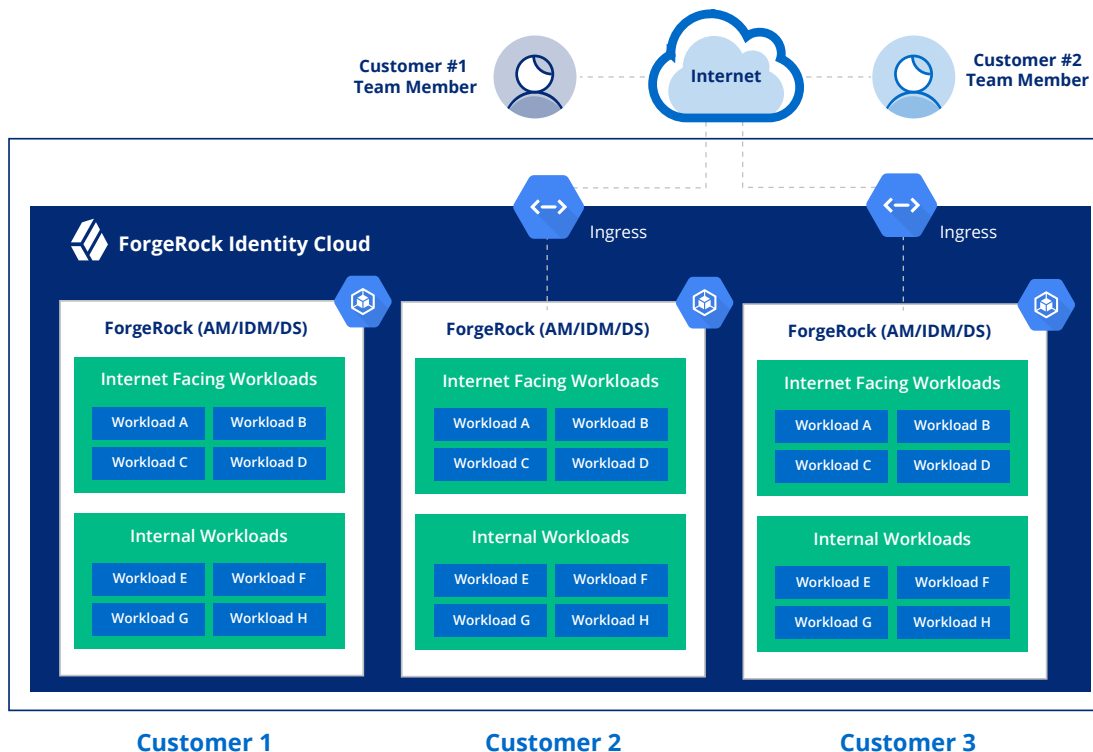 Customer #1
Team Member
Internet
Customer #2
Team Member
ForgeRock Identity Cloud
Ingress
Ingress
ForgeRock (AM/IDM/DS)
Internet Facing Workloads
Workload A
Workload B
Workload C
Workload D
Internal Workloads
Workload E
Workload F
Workload G
Workload H
ForgeRock (AM/IDM/DS)
Internet Facing Workloads
Workload A
Workload B
Workload C
Workload D
Internal Workloads
Workload E
Workload F
Workload G
Workload H
ForgeRock (AM/IDM/DS)
Internet Facing Workloads
Workload A
Workload B
Workload C
Workload D
Internal Workloads
Workload E
Workload F
Workload G
Workload H
Customer 1
Customer 2
Customer 3